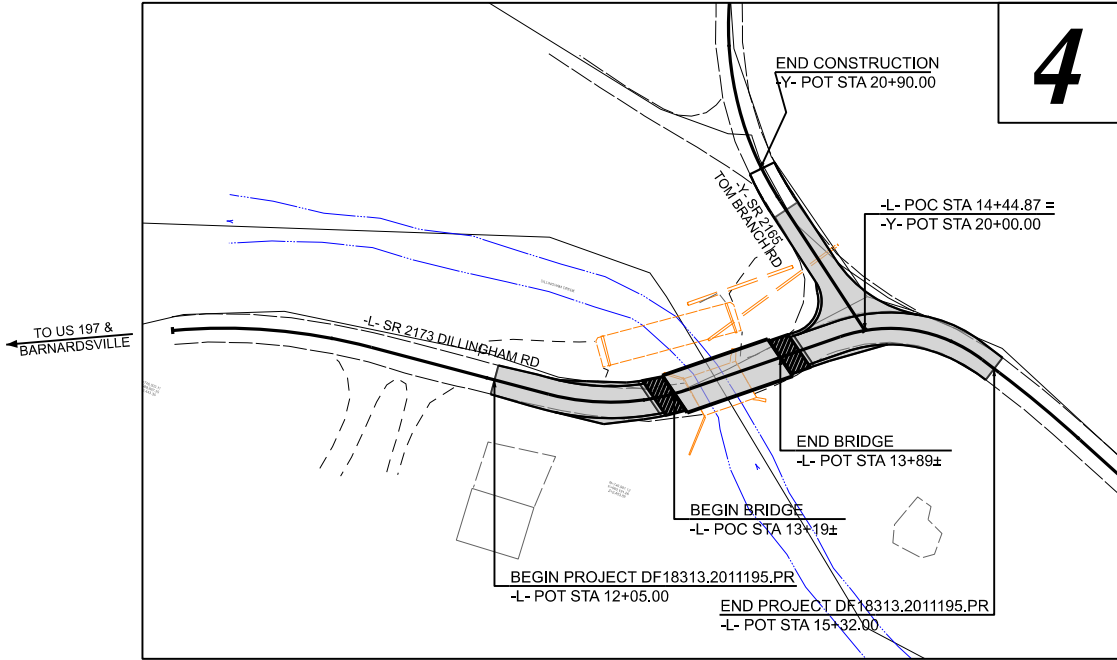 4
END CONSTRUCTION
-Y- POT STA 20+90.00
-Y- SR 2165
TOM BRANCH RD
-L- POC STA 14+44.87 =
-Y- POT STA 20+00.00
TO US 197 &
BARNARDSVILLE
-L- SR 2173 DILLINGHAM RD
END BRIDGE
-L- POT STA 13+89±
BEGIN BRIDGE
-L- POC STA 13+19±
BEGIN PROJECT DF18313.2011195.PR
-L- POT STA 12+05.00
END PROJECT DF18313.2011195.PR
-L- POT STA 15+32.00